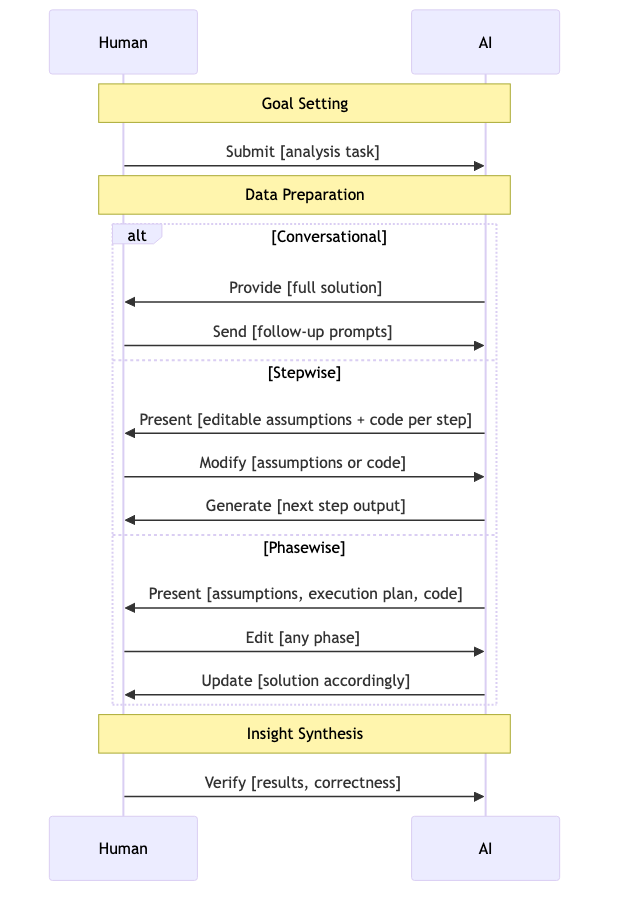 Human
AI
Goal Setting
Submit [analysis task]
Data Preparation
alt
[Conversational]
Provide [full solution]
Send [follow-up prompts]
[Stepwise]
Present [editable assumptions + code per step]
Modify [assumptions or code]
Generate [next step output]
[Phasewise]
Present [assumptions, execution plan, code]
Edit [any phase]
Update [solution accordingly]
Insight Synthesis
Verify [results, correctness]
Human
AI